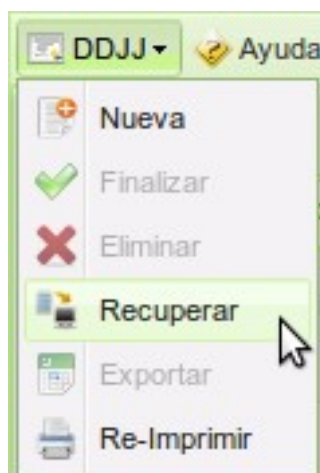 DDJJ Ayuda
Nueva
Finalizar
Eliminar
Recuperar
Exportar
Re-Imprimir